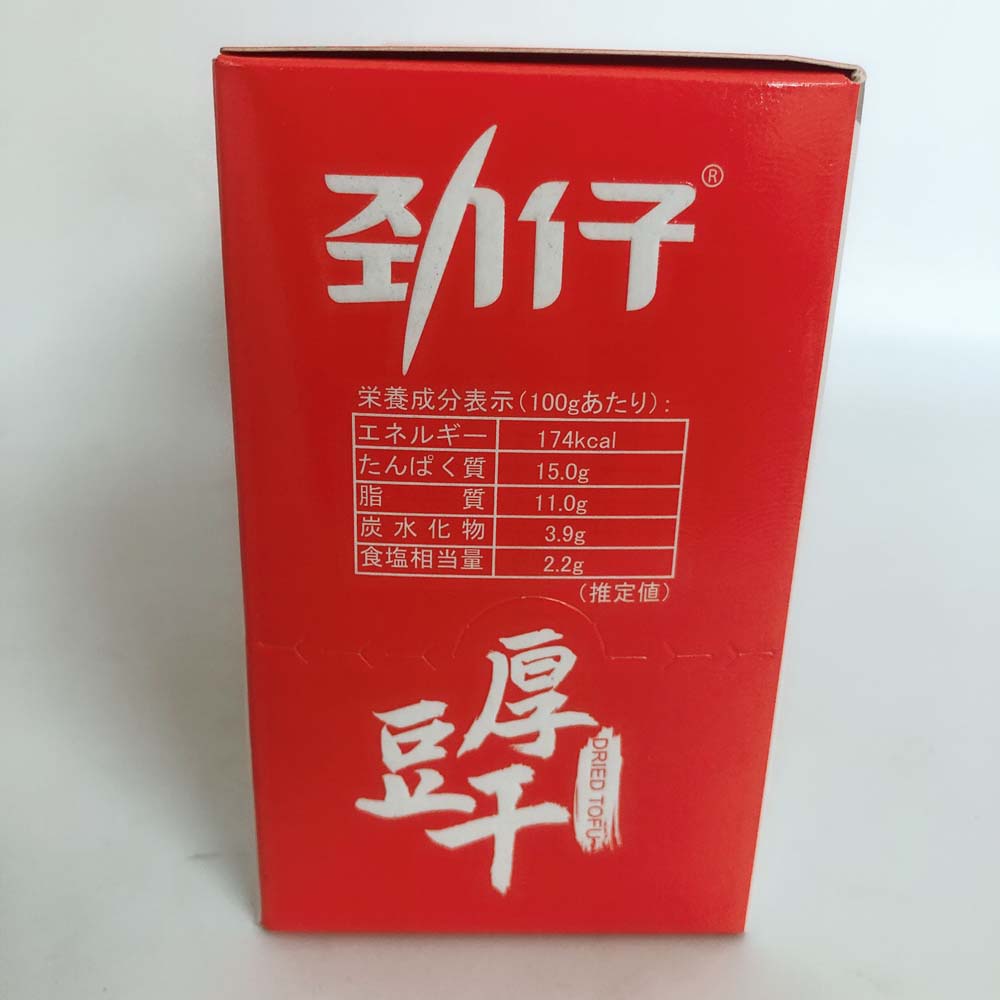 劲仔®
栄養成分表示(100gあたり):
エネルギー 174kcal
たんぱく質 15.0g
脂質 11.0g
炭水化物 3.9g
食塩相当量 2.2g
(推定値)
厚
豆干
DRIED TOFU